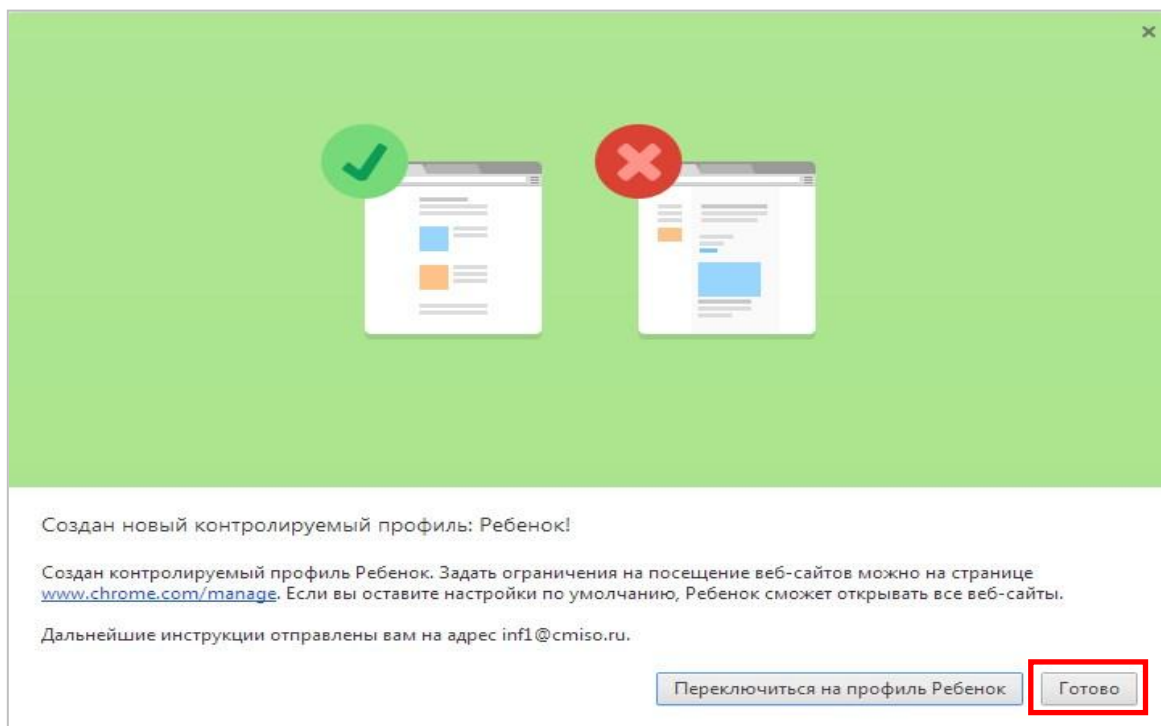 Создан новый контролируемый профиль: Ребенок!
Создан контролируемый профиль Ребенок. Задать ограничения на посещение веб-сайтов можно на странице
www.chrome.com/manage. Если вы оставите настройки по умолчанию, Ребенок сможет открывать все веб-сайты.
Дальнейшие инструкции отправлены вам на адрес inf1@cmiso.ru.
Переключиться на профиль Ребенок
Готово